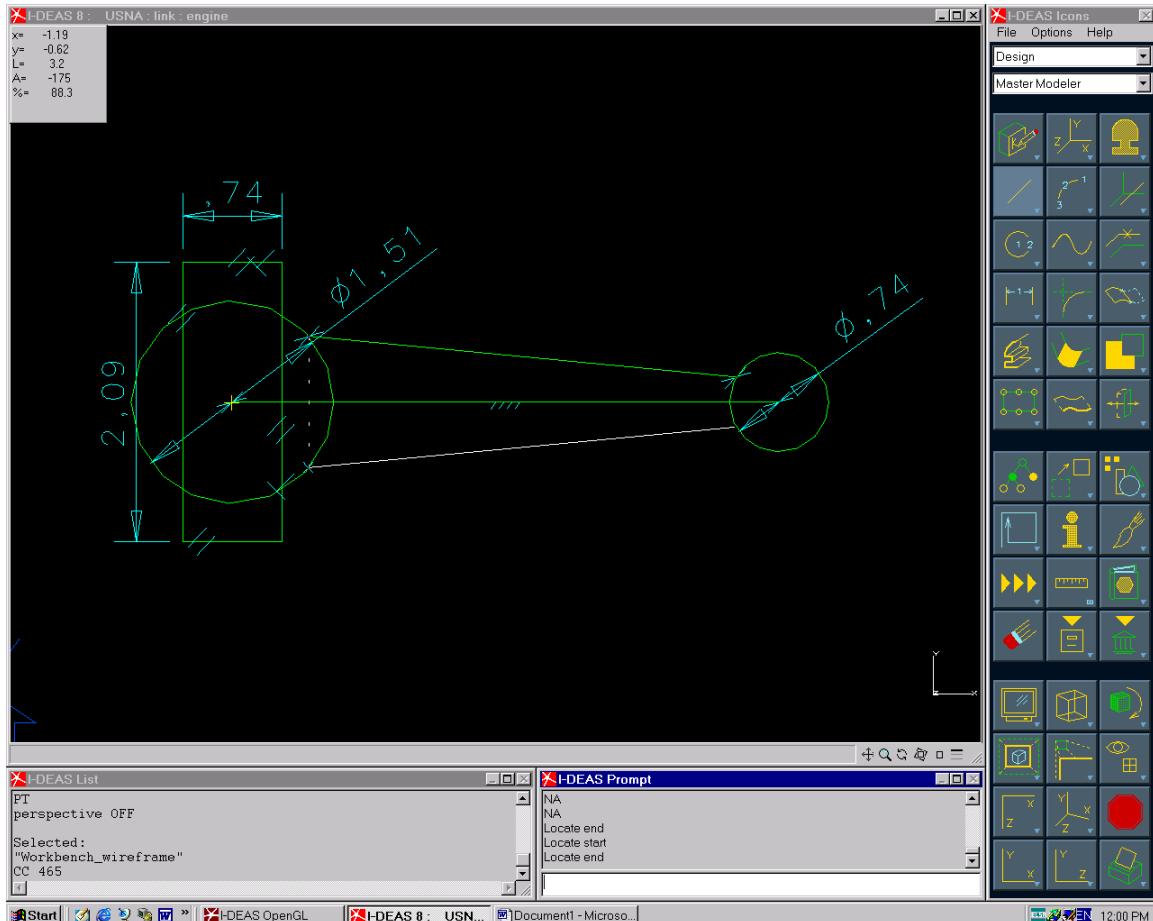 I-DEAS 8 : USNA : link : engine
x= -1.19
y= -0.62
L= 3.2
A= -175
%= 88.3
,74
ϕ1,51
ϕ,74
2,09
Y
X
Z
I-DEAS Icons
File Options Help
Design
Master Modeler
I-DEAS List
PT
perspective OFF
Selected:
"Workbench_wireframe"
CC 465
I-DEAS Prompt
NA
NA
Locate end
Locate start
Locate end
Start
»
I-DEAS OpenGL
I-DEAS 8 : USN...
Document1 - Microso...
EN 12:00 PM